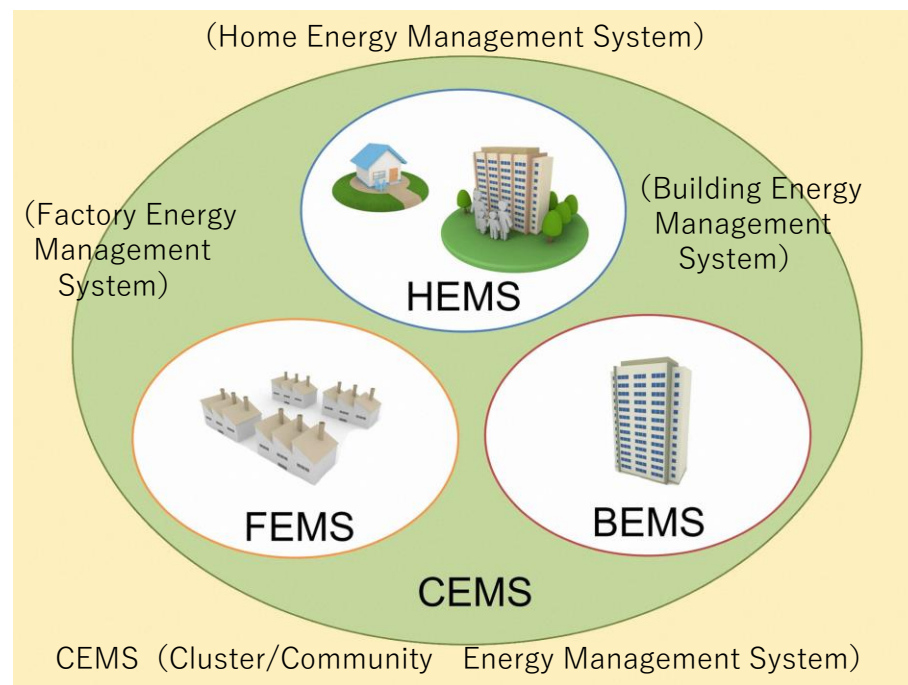 （Home Energy Management System）
（Factory Energy
Management
System）
（Building Energy
Management
System）
HEMS
FEMS
BEMS
CEMS
CEMS（Cluster/Community　Energy Management System）